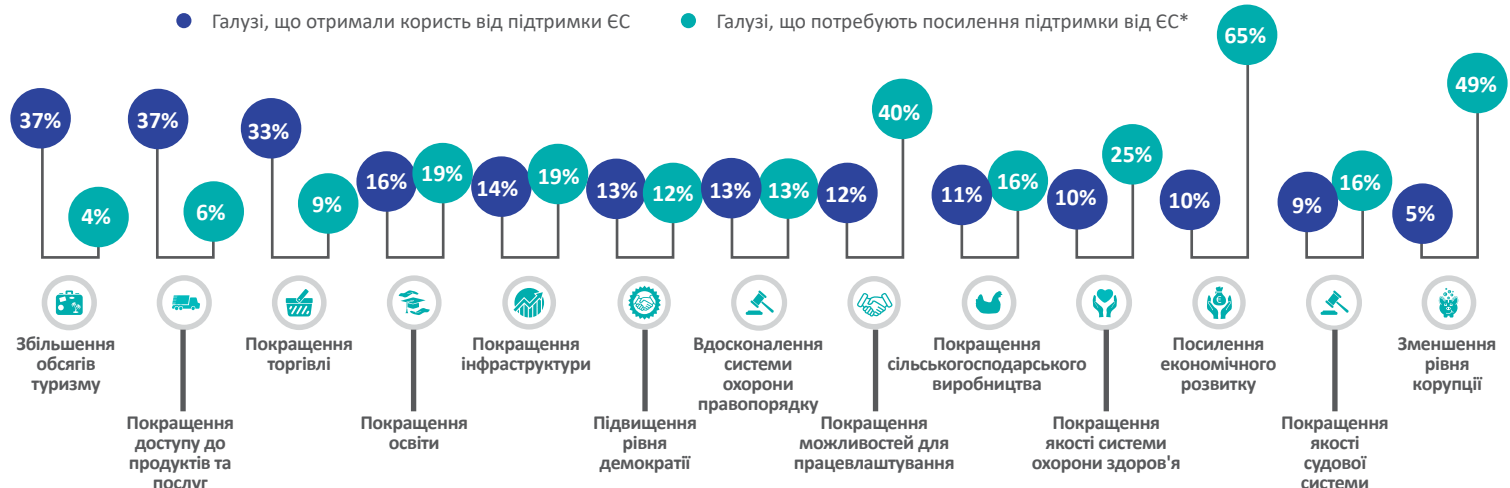 Галузі, що отримали користь від підтримки ЄС
Галузі, що потребують посилення підтримки від ЄС*
37%
4%
37%
6%
33%
9%
16%
19%
14%
19%
13%
12%
13%
13%
12%
40%
11%
16%
10%
25%
10%
65%
9%
16%
5%
49%
Збільшення
обсягів
туризму
Покращення
доступу до
продуктів та
послуг
Покращення
торгівлі
Покращення
освіти
Покращення
інфраструктури
Підвищення
рівня
демократії
Вдосконалення
системи
охорони
правопорядку
Покращення
можливостей для
працевлаштування
Покращення
сільськогосподарського
виробництва
Покращення
якості системи
охорони здоров'я
Посилення
економічного
розвитку
Покращення
якості
судової
системи
Зменшення
рівня
корупції